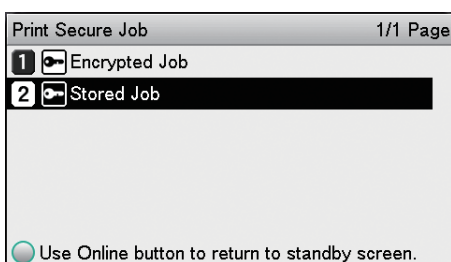 Print Secure Job 1/1 Page
1 Encrypted Job
2 Stored Job
Use Online button to return to standby screen.